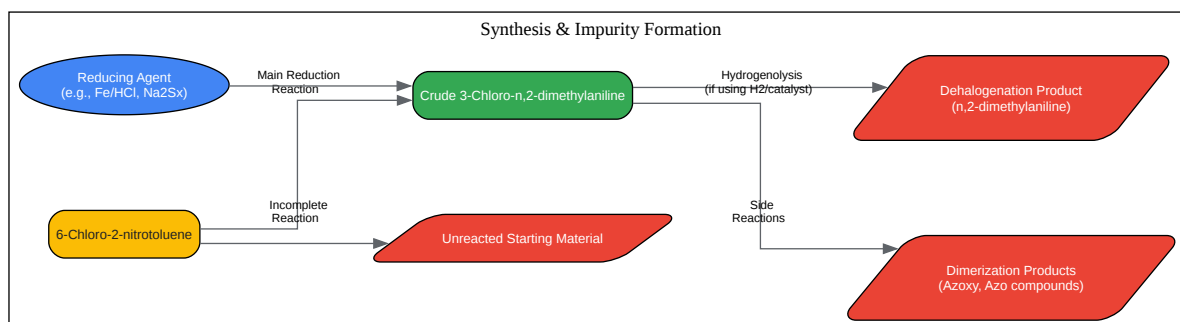 Synthesis & Impurity Formation
Reducing Agent
(e.g., Fe/HCl, Na2Sx)
Main Reduction
Reaction
Crude 3-Chloro-n,2-dimethylaniline
Hydrogenolysis
(if using H2/catalyst)
Dehalogenation Product
(n,2-dimethylaniline)
6-Chloro-2-nitrotoluene
Incomplete
Reaction
Unreacted Starting Material
Side
Reactions
Dimerization Products
(Azoxy, Azo compounds)